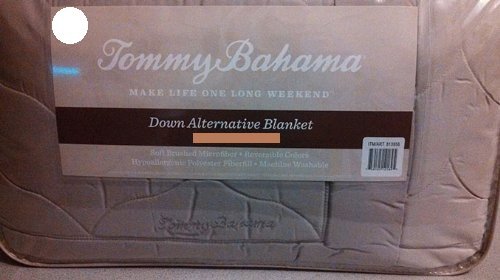 Tommy Bahama
MAKE LIFE ONE LONG WEEKEND™
Down Alternative Blanket
Soft Brushed Microfiber • Reversible Colors
Hypoallergenic Polyester Fiberfill • Machine Washable
Tommy Bahama